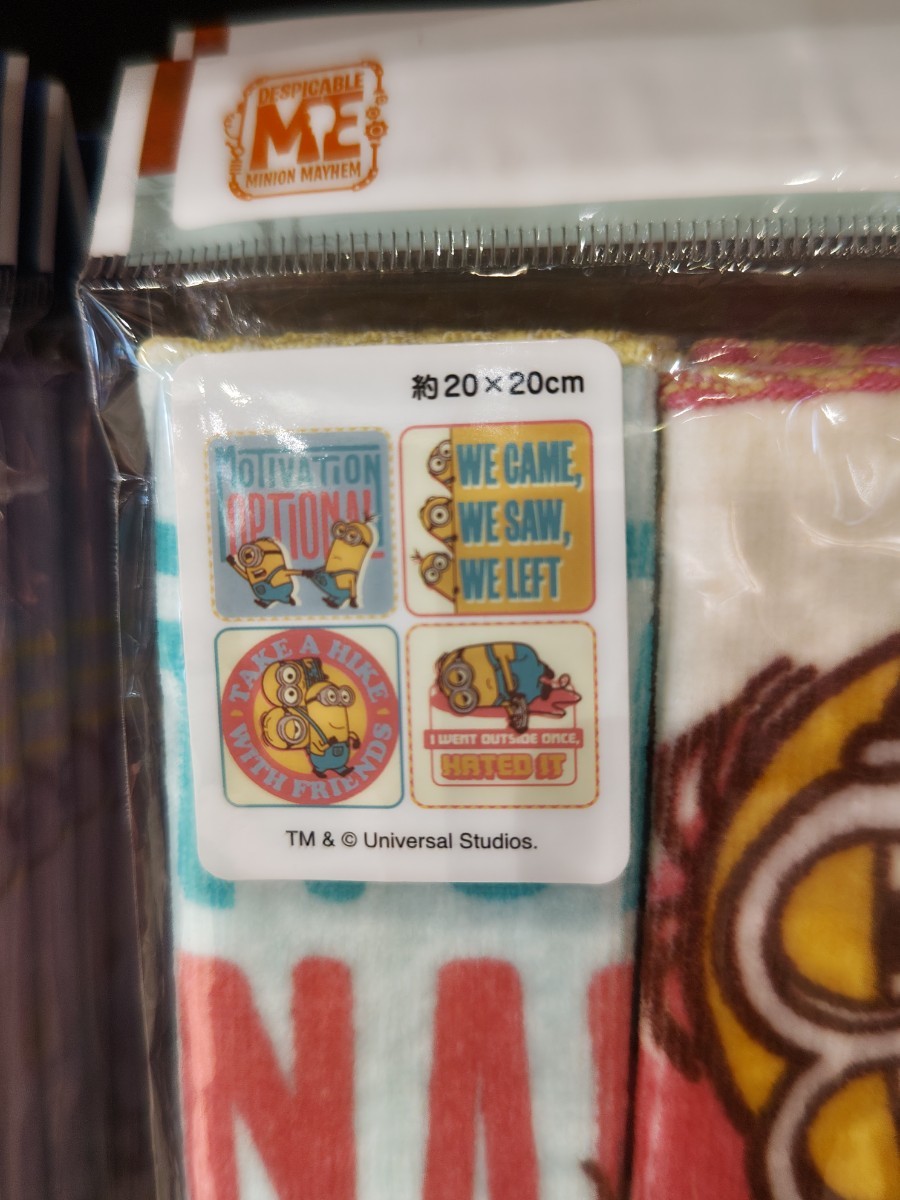 DESPICABLE
ME
MINION MAYHEM
約20×20cm
MOTIVATION
OPTIONAL
WE CAME,
WE SAW,
WE LEFT
TAKE A HIKE
WITH FRIENDS
I WENT OUTSIDE ONCE,
HATED IT
TM & © Universal Studios.
NA